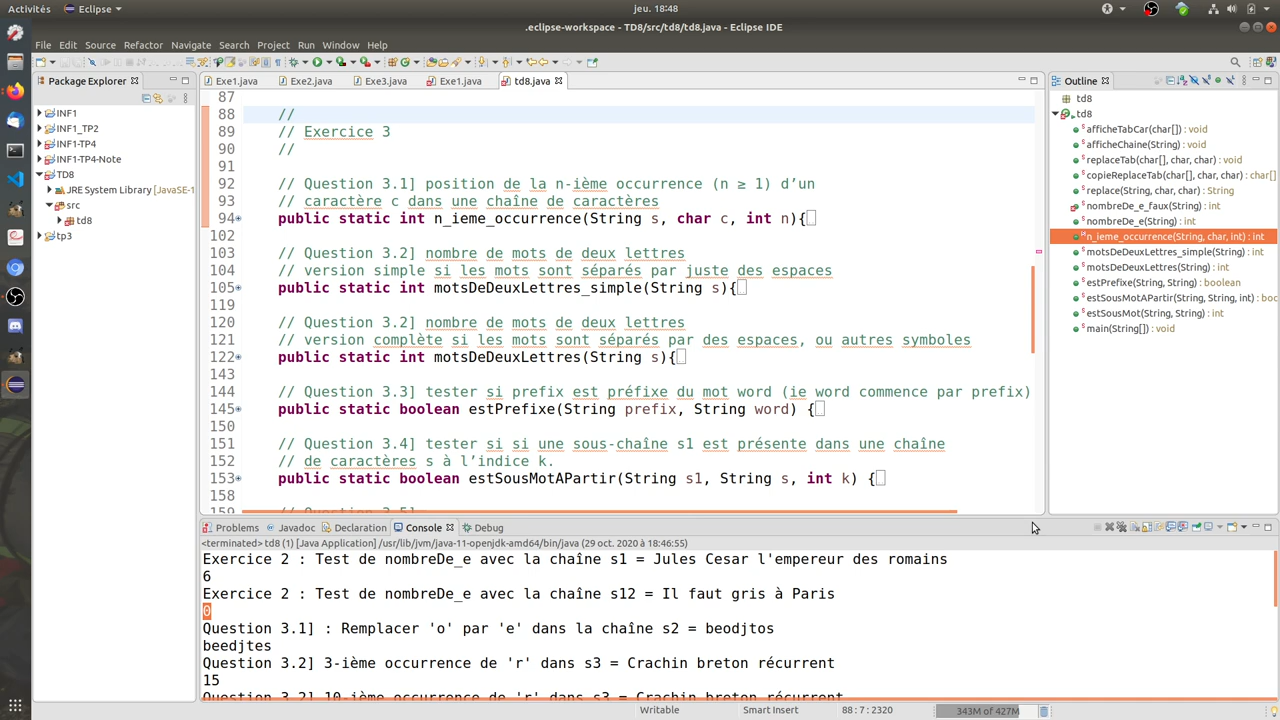 Activités
Eclipse
jeu. 18:48
.eclipse-workspace - TD8/src/td8/td8.java - Eclipse IDE
File Edit Source Refactor Navigate Search Project Run Window Help
Package Explorer
INF1
INF1_TP2
INF1-TP4
INF1-TP4-Note
TD8
JRE System Library [JavaSE-1
src
td8
tp3
Exe1.java Exe2.java Exe3.java Exe1.java td8.java
87
88 //
89 // Exercice 3
90 //
91
92 // Question 3.1] position de la n-ième occurrence (n ≥ 1) d’un
93 // caractère c dans une chaîne de caractères
94 public static int n_ieme_occurrence(String s, char c, int n){
102
103 // Question 3.2] nombre de mots de deux lettres
104 // version simple si les mots sont séparés par juste des espaces
105 public static int motsDeDeuxLettres_simple(String s){
119
120 // Question 3.2] nombre de mots de deux lettres
121 // version complète si les mots sont séparés par des espaces, ou autres symboles
122 public static int motsDeDeuxLettres(String s){
143
144 // Question 3.3] tester si prefix est préfixe du mot word (ie word commence par prefix)
145 public static boolean estPrefixe(String prefix, String word) {
150
151 // Question 3.4] tester si si une sous-chaîne s1 est présente dans une chaîne
152 // de caractères s à l’indice k.
153 public static boolean estSousMotAPartir(String s1, String s, int k) {
158
159 // Question 3.5]
Outline
td8
td8
afficheTabCar(char[]) : void
afficheChaine(String) : void
replaceTab(char[], char, char) : void
copieReplaceTab(char[], char, char) : char[]
replace(String, char, char) : String
nombreDe_e_faux(String) : int
nombreDe_e(String) : int
n_ieme_occurrence(String, char, int) : int
motsDeDeuxLettres_simple(String) : int
motsDeDeuxLettres(String) : int
estPrefixe(String, String) : boolean
estSousMotAPartir(String, String, int) : boo
estSousMot(String, String) : int
main(String[]) : void
Problems Javadoc Declaration Console Debug
<terminated> td8 (1) [Java Application] /usr/lib/jvm/java-11-openjdk-amd64/bin/java (29 oct. 2020 à 18:46:55)
Exercice 2 : Test de nombreDe_e avec la chaîne s1 = Jules Cesar l'empereur des romains
6
Exercice 2 : Test de nombreDe_e avec la chaîne s12 = Il faut gris à Paris
0
Question 3.1] : Remplacer 'o' par 'e' dans la chaîne s2 = beodjtos
beedjtes
Question 3.2] 3-ième occurrence de 'r' dans s3 = Crachin breton récurrent
15
Question 3.2] 10-ième occurrence de 'r' dans s3 = Crachin breton récurrent
Writable Smart Insert 88 : 7 : 2320 343M of 427M